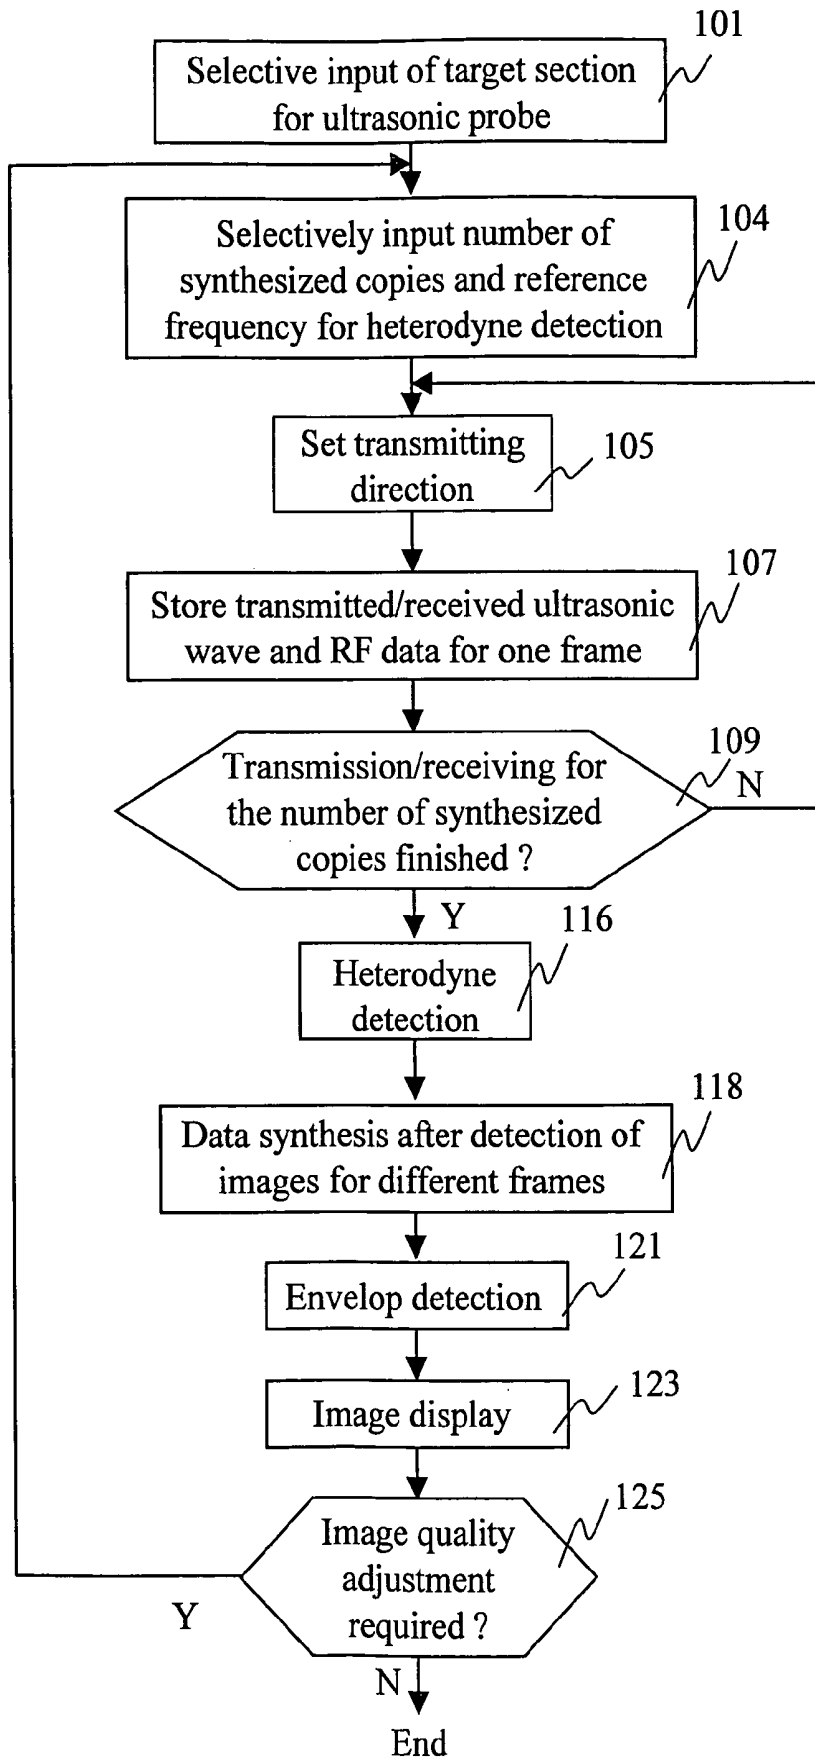 101
Selective input of target section
for ultrasonic probe
104
Selectively input number of
synthesized copies and reference
frequency for heterodyne detection
Set transmitting
direction
105
107
Store transmitted/received ultrasonic
wave and RF data for one frame
109
Transmission/receiving for
the number of synthesized
copies finished ?
N
Y
116
Heterodyne
detection
118
Data synthesis after detection of
images for different frames
121
Envelop detection
123
Image display
125
Image quality
adjustment
required ?
Y
N
End